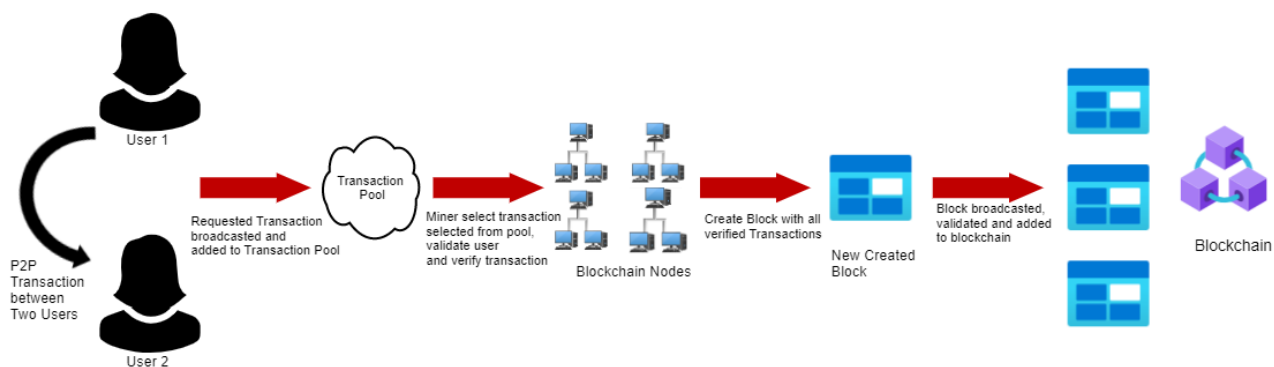 User 1
P2P
Transaction
between
Two Users
User 2
Requested Transaction
broadcasted and
added to Transaction Pool
Transaction
Pool
Miner select transaction
selected from pool,
validate user
and verify transaction
Blockchain Nodes
Create Block with all
verified Transactions
New Created
Block
Block broadcasted,
validated and added
to blockchain
Blockchain